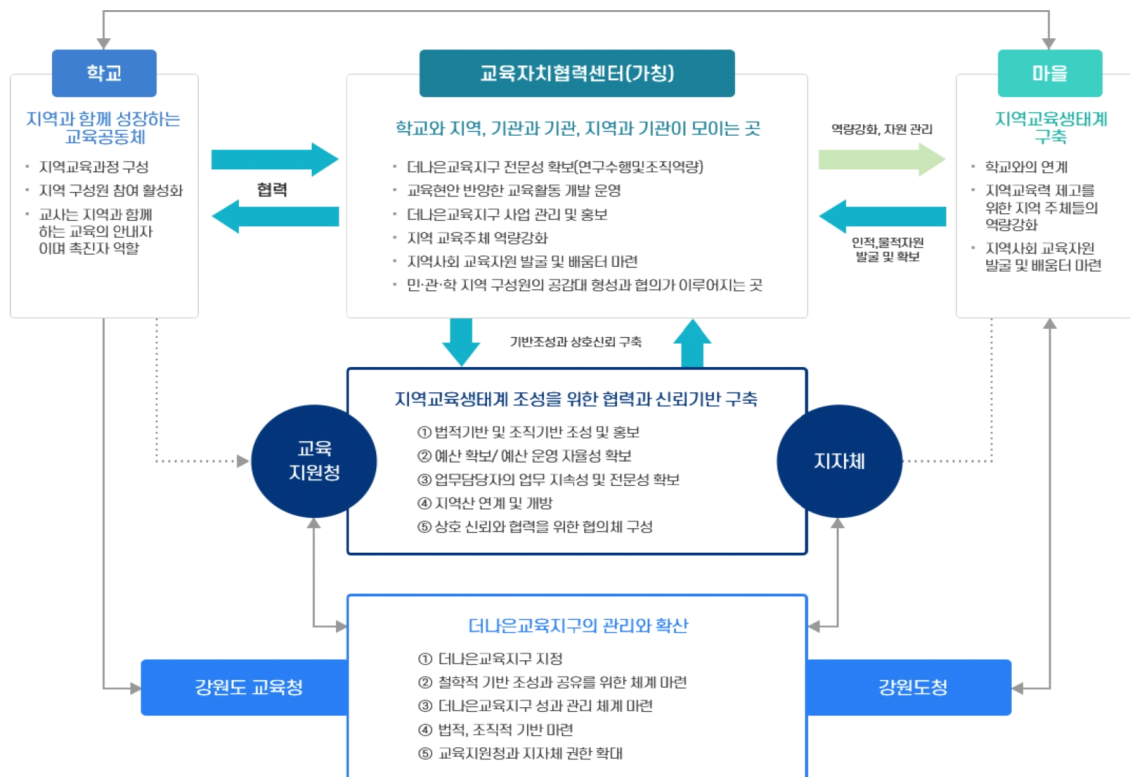 학교
지역과 함께 성장하는
교육공동체
· 지역교육과정 구성
· 지역 구성원 참여 활성화
· 교사는 지역과 함께
하는 교육의 안내자
이며 촉진자 역할
협력
교육자치협력센터(가칭)
학교와 지역, 기관과 기관, 지역과 기관이 모이는 곳
· 더나은교육지구 전문성 확보(연구수행및조직역량)
· 교육현안 반양한 교육활동 개발 운영
· 더나은교육지구 사업 관리 및 홍보
· 지역 교육주체 역량강화
· 지역사회 교육자원 발굴 및 배움터 마련
· 민·관·학 지역 구성원의 공감대 형성과 협의가 이루어지는 곳
역량강화, 자원 관리
인적,물적자원
발굴 및 확보
마을
지역교육생태계
구축
· 학교와의 연계
· 지역교육력 제고를
위한 지역 주체들의
역량강화
· 지역사회 교육자원
발굴 및 배움터 마련
기반조성과 상호신뢰 구축
교육
지원청
지역교육생태계 조성을 위한 협력과 신뢰기반 구축
① 법적기반 및 조직기반 조성 및 홍보
② 예산 확보/ 예산 운영 자율성 확보
③ 업무담당자의 업무 지속성 및 전문성 확보
④ 지역산 연계 및 개방
⑤ 상호 신뢰와 협력을 위한 협의체 구성
지자체
강원도 교육청
더나은교육지구의 관리와 확산
① 더나은교육지구 지정
② 철학적 기반 조성과 공유를 위한 체계 마련
③ 더나은교육지구 성과 관리 체계 마련
④ 법적, 조직적 기반 마련
⑤ 교육지원청과 지자체 권한 확대
강원도청